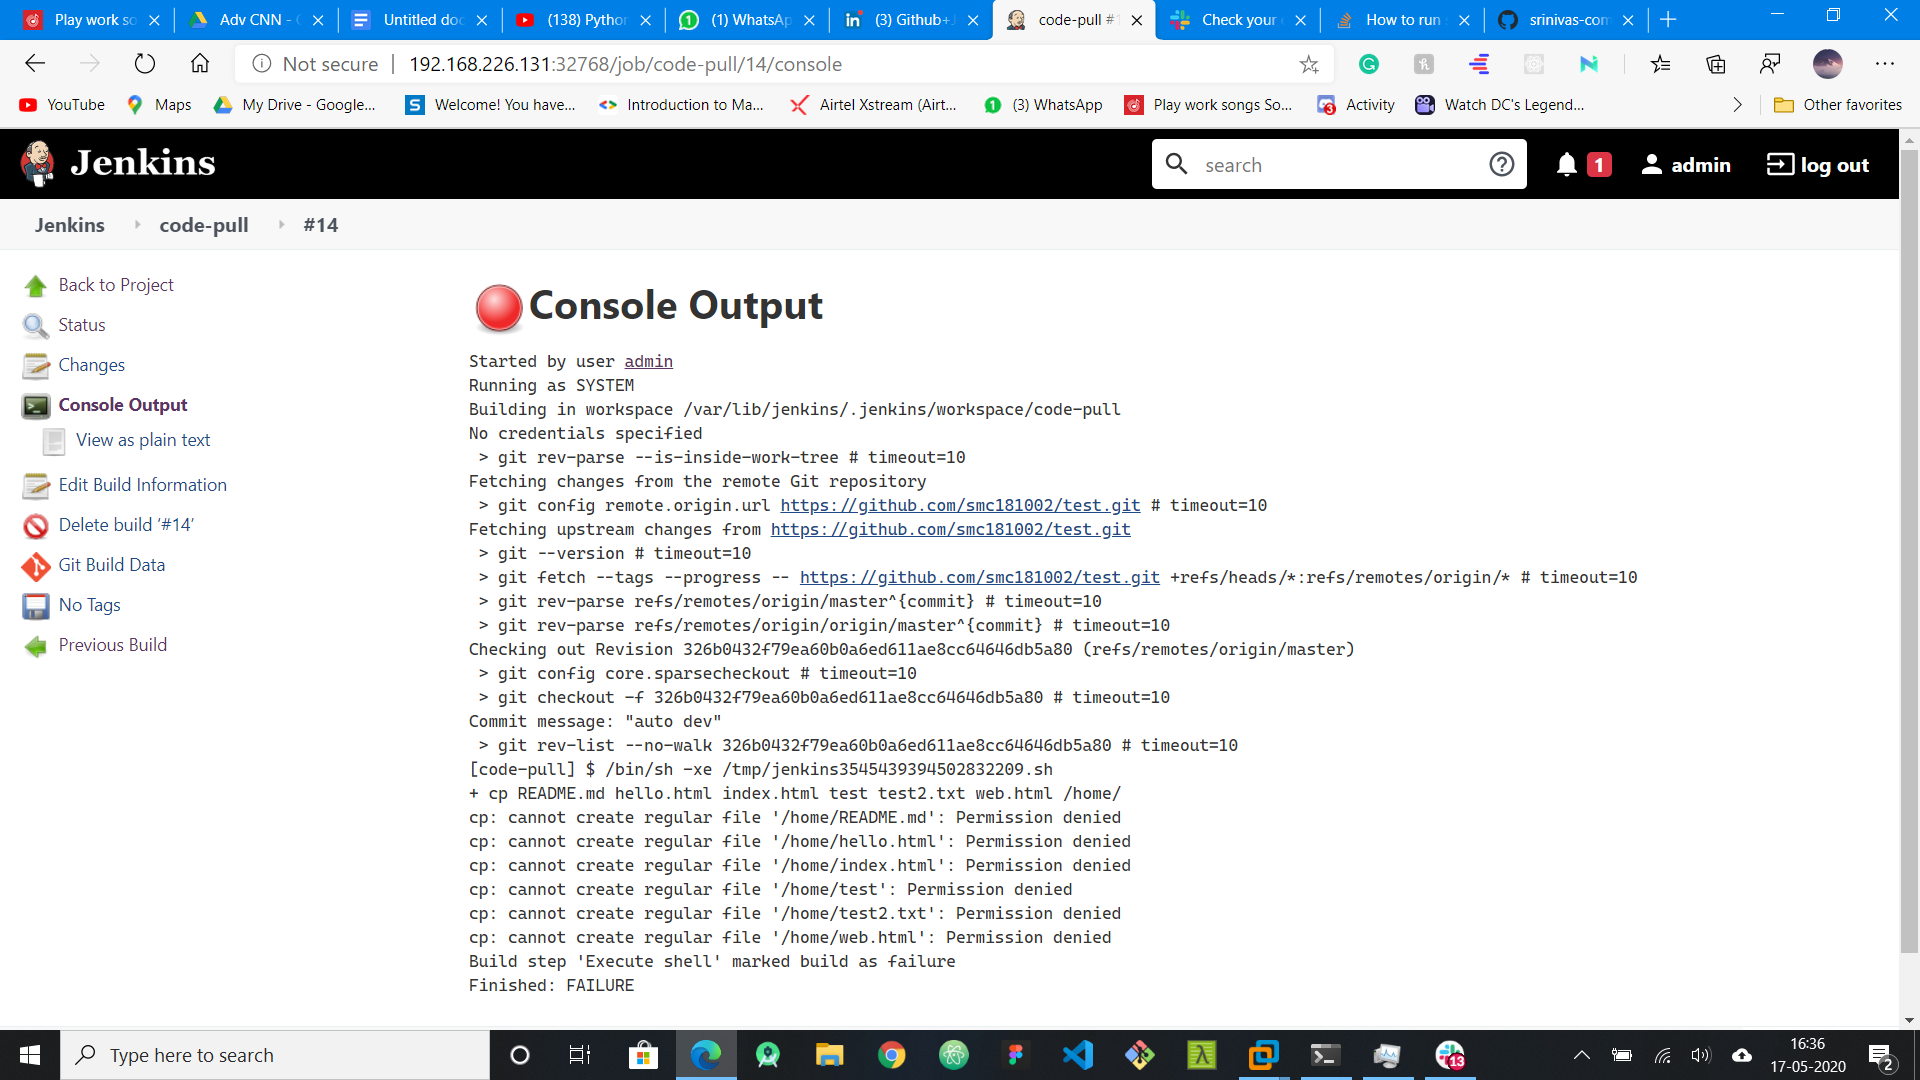 Play work so
Adv CNN - C
Untitled doc
(138) Python
(1) WhatsAp
(3) Github+J
code-pull #1
Check your
How to run
srinivas-com
Not secure | 192.168.226.131:32768/job/code-pull/14/console
YouTube
Maps
My Drive - Google...
Welcome! You have...
Introduction to Ma...
Airtel Xstream (Airt...
(3) WhatsApp
Play work songs So...
Activity
Watch DC's Legend...
Other favorites
Jenkins
search
1
admin
log out
Jenkins
code-pull
#14
Back to Project
Status
Changes
Console Output
View as plain text
Edit Build Information
Delete build ‘#14’
Git Build Data
No Tags
Previous Build
Console Output
Started by user admin
Running as SYSTEM
Building in workspace /var/lib/jenkins/.jenkins/workspace/code-pull
No credentials specified
> git rev-parse --is-inside-work-tree # timeout=10
Fetching changes from the remote Git repository
> git config remote.origin.url https://github.com/smc181002/test.git # timeout=10
Fetching upstream changes from https://github.com/smc181002/test.git
> git --version # timeout=10
> git fetch --tags --progress -- https://github.com/smc181002/test.git +refs/heads/*:refs/remotes/origin/* # timeout=10
> git rev-parse refs/remotes/origin/master^{commit} # timeout=10
> git rev-parse refs/remotes/origin/origin/master^{commit} # timeout=10
Checking out Revision 326b0432f79ea60b0a6ed611ae8cc64646db5a80 (refs/remotes/origin/master)
> git config core.sparsecheckout # timeout=10
> git checkout -f 326b0432f79ea60b0a6ed611ae8cc64646db5a80 # timeout=10
Commit message: "auto dev"
> git rev-list --no-walk 326b0432f79ea60b0a6ed611ae8cc64646db5a80 # timeout=10
[code-pull] $ /bin/sh -xe /tmp/jenkins3545439394502832209.sh
+ cp README.md hello.html index.html test test2.txt web.html /home/
cp: cannot create regular file '/home/README.md': Permission denied
cp: cannot create regular file '/home/hello.html': Permission denied
cp: cannot create regular file '/home/index.html': Permission denied
cp: cannot create regular file '/home/test': Permission denied
cp: cannot create regular file '/home/test2.txt': Permission denied
cp: cannot create regular file '/home/web.html': Permission denied
Build step 'Execute shell' marked build as failure
Finished: FAILURE
Type here to search
13
16:36
17-05-2020
2